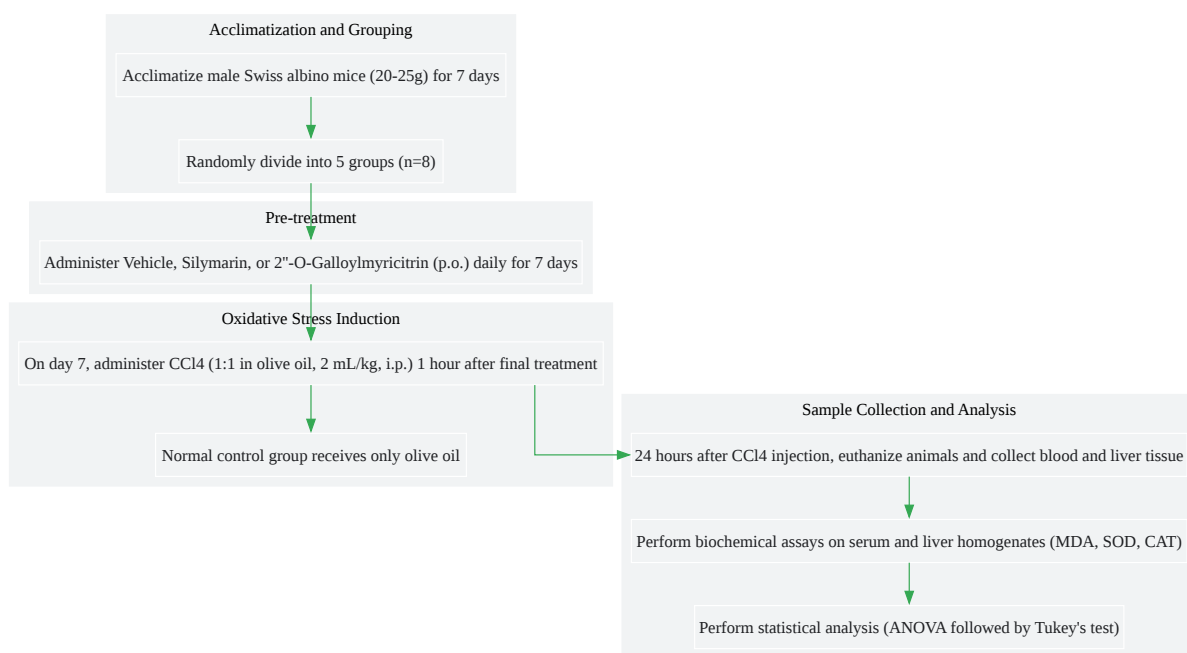 Acclimatization and Grouping
Acclimatize male Swiss albino mice (20-25g) for 7 days
Randomly divide into 5 groups (n=8)
Pre-treatment
Administer Vehicle, Silymarin, or 2''-O-Galloylmyricitrin (p.o.) daily for 7 days
Oxidative Stress Induction
On day 7, administer CCl4 (1:1 in olive oil, 2 mL/kg, i.p.) 1 hour after final treatment
Normal control group receives only olive oil
Sample Collection and Analysis
24 hours after CCl4 injection, euthanize animals and collect blood and liver tissue
Perform biochemical assays on serum and liver homogenates (MDA, SOD, CAT)
Perform statistical analysis (ANOVA followed by Tukey's test)